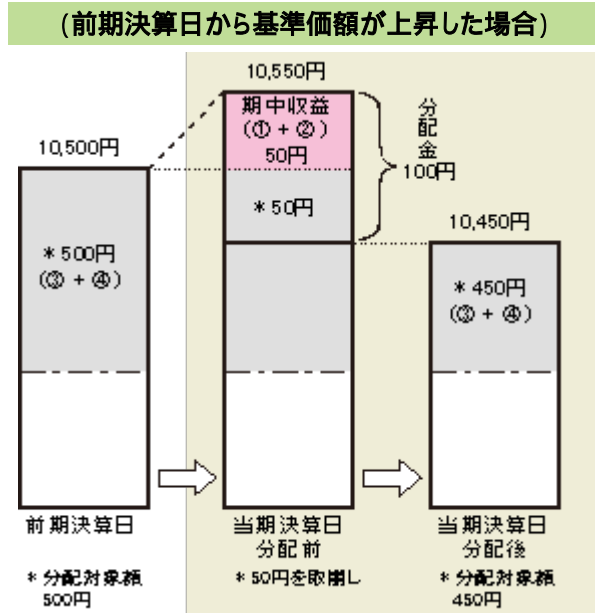 (前期決算日から基準価額が上昇した場合)
10,550円
期中収益
(① + ②)
50円
分配金
100円
10,500円
*50円
10,450円
*500円
(③ + ④)
*450円
(③ + ④)
前期決算日
当期決算日
分配前
当期決算日
分配後
* 分配対象額
500円
* 50円を取崩し
* 分配対象額
450円